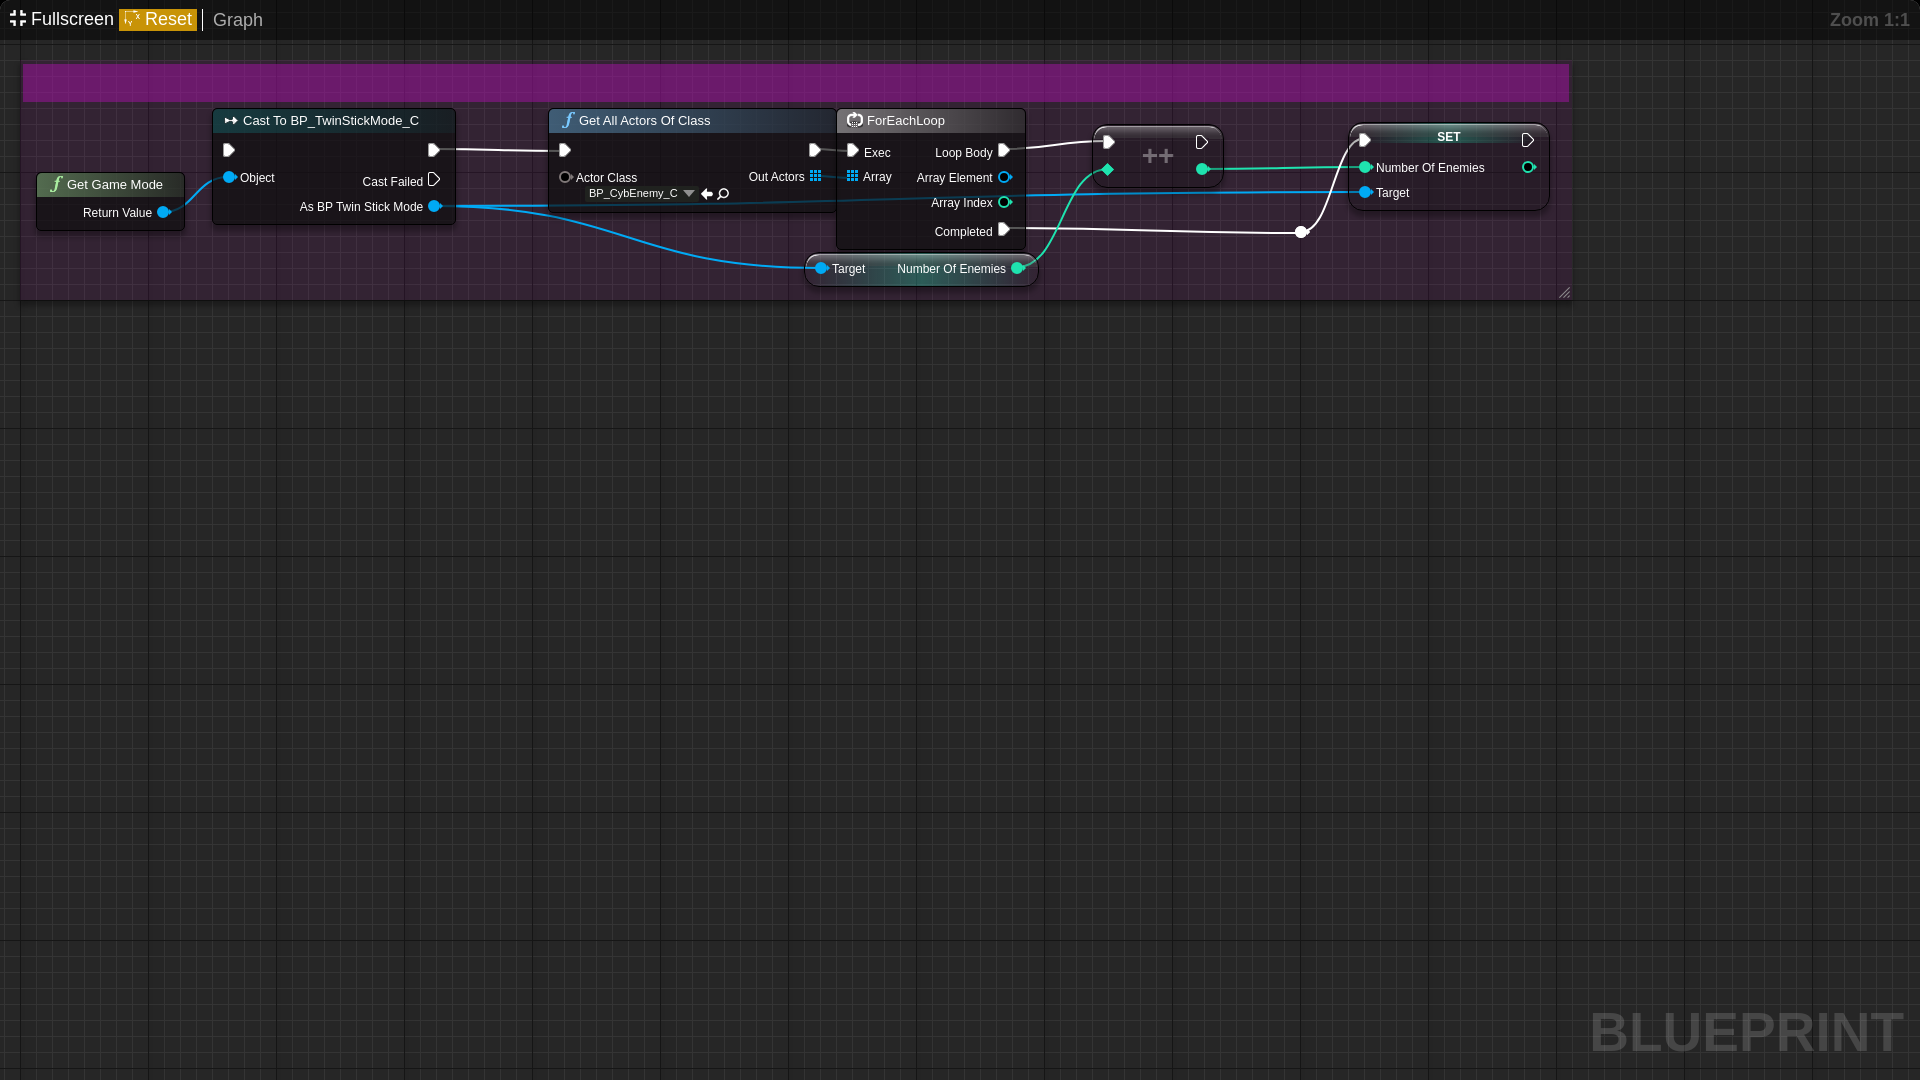 Fullscreen Reset Graph
Zoom 1:1
Get Game Mode
Return Value
Cast To BP_TwinStickMode_C
Object
Cast Failed
As BP Twin Stick Mode
Get All Actors Of Class
Actor Class
BP_CybEnemy_C
Out Actors
ForEachLoop
Exec
Loop Body
Array
Array Element
Array Index
Completed
Target
Number Of Enemies
++
SET
Number Of Enemies
Target
BLUEPRINT